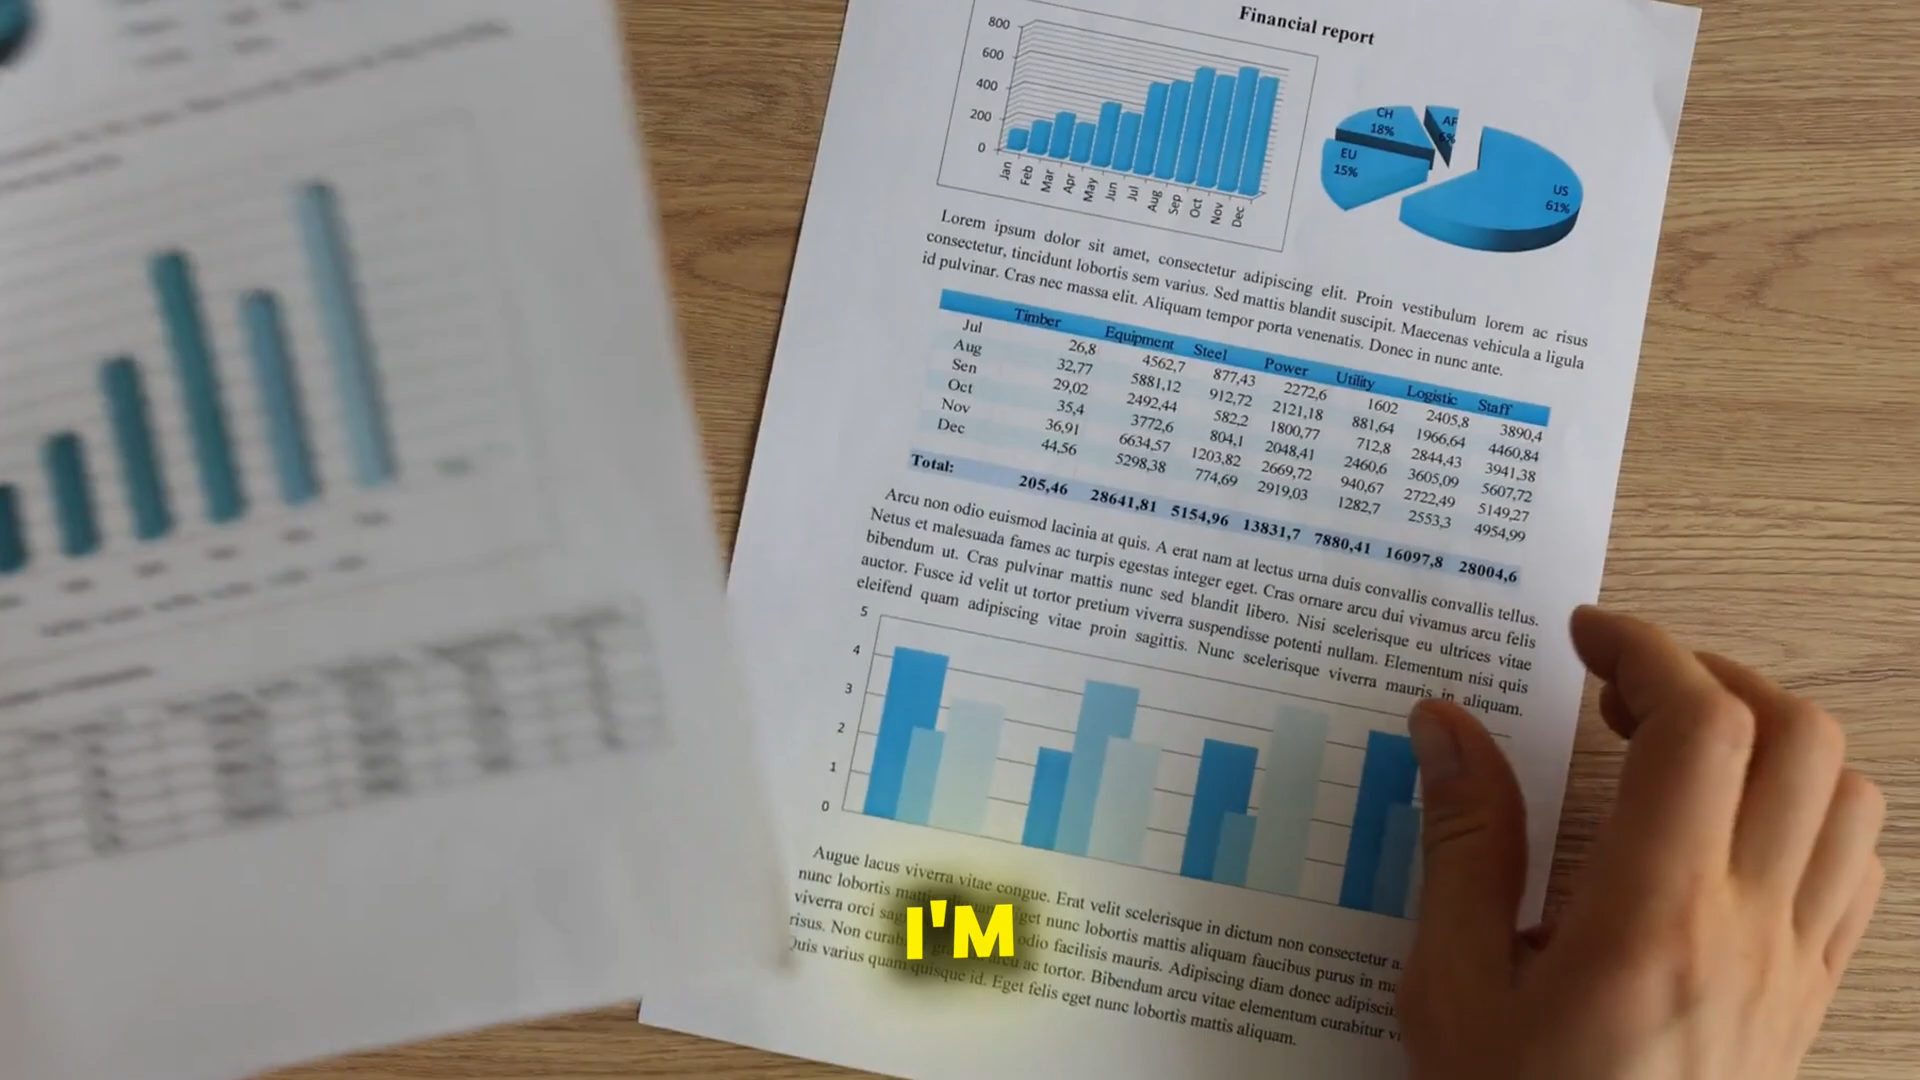 Financial report
800
600
400
200
0
Jan Feb Mar Apr May Jun Jul Aug Sep Oct Nov Dec
CH
18%
AF
6%
EU
15%
US
61%
Lorem ipsum dolor sit amet, consectetur adipiscing elit. Proin vestibulum lorem ac risus
consectetur, tincidunt lobortis sem varius. Sed mattis blandit suscipit. Maecenas vehicula a ligula
id pulvinar. Cras nec massa elit. Aliquam tempor porta venenatis. Donec in nunc ante.
Timber Equipment Steel Power Utility Logistic Staff
Jul 26,8 4562,7 877,43 2272,6 1602 2405,8 3890,4
Aug 32,77 5881,12 912,72 2121,18 881,64 1966,64 4460,84
Sen 29,02 2492,44 582,2 1800,77 712,8 2844,43 3941,38
Oct 35,4 3772,6 804,1 2048,41 2460,6 3605,09 5607,72
Nov 36,91 6634,57 1203,82 2669,72 940,67 2722,49 5149,27
Dec 44,56 5298,38 774,69 2919,03 1282,7 2553,3 4954,99
Total: 205,46 28641,81 5154,96 13831,7 7880,41 16097,8 28004,6
Arcu non odio euismod lacinia at quis. A erat nam at lectus urna duis convallis convallis tellus.
Netus et malesuada fames ac turpis egestas integer eget. Cras ornare arcu dui vivamus arcu felis
bibendum ut. Cras pulvinar mattis nunc sed blandit libero. Nisi scelerisque eu ultrices vitae
auctor. Fusce id velit ut tortor pretium viverra suspendisse potenti nullam. Elementum nisi quis
eleifend quam adipiscing vitae proin sagittis. Nunc scelerisque viverra mauris in aliquam.
5
4
3
2
1
0
Augue lacus viverra vitae congue. Erat velit scelerisque in dictum non consectetur a
nunc lobortis eget nunc lobortis mattis aliquam faucibus purus in
viverra orci odio facilisis mauris. Adipiscing diam donec
risus. Non arcu ac tortor. Bibendum arcu vitae elementum curabitur
Quis varius quam quisque id. Eget felis eget nunc lobortis mattis aliquam.
I'M